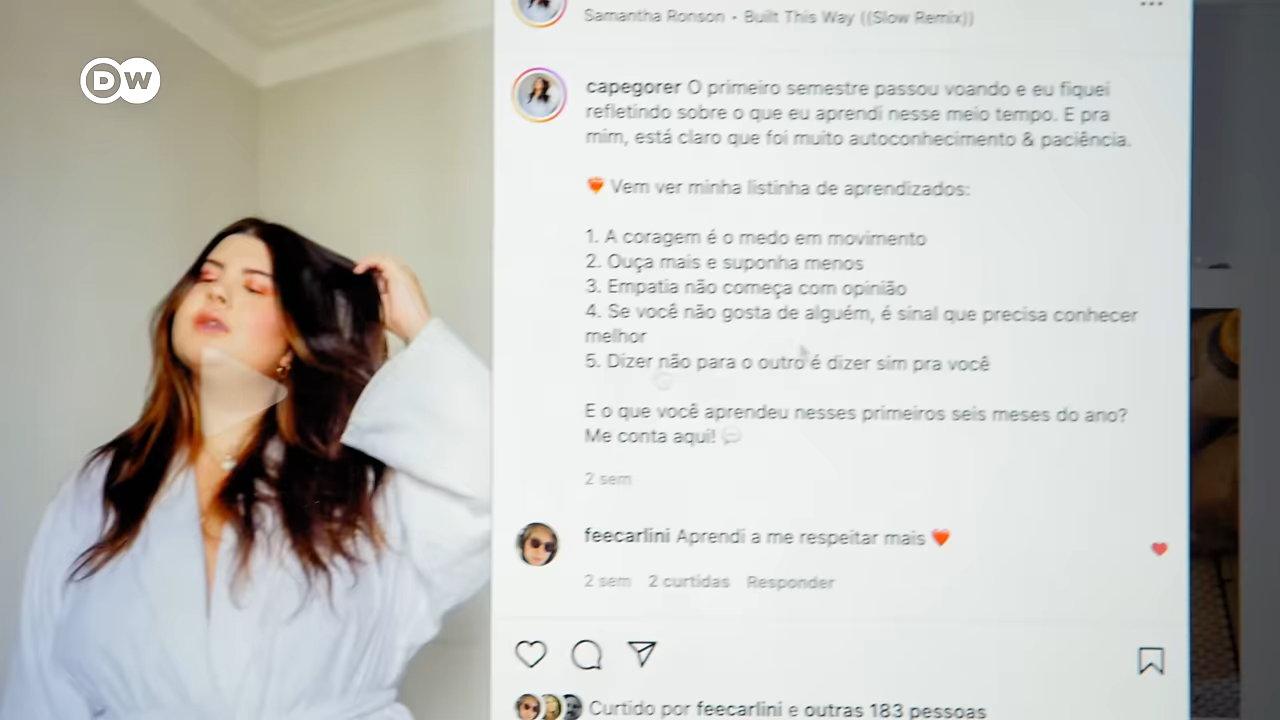 DW
Samantha Ronson • Built This Way ((Slow Remix))
capegorer O primeiro semestre passou voando e eu fiquei
refletindo sobre o que eu aprendi nesse meio tempo. E pra
mim, está claro que foi muito autoconhecimento & paciência.
❤️‍🔥 Vem ver minha listinha de aprendizados:
1. A coragem é o medo em movimento
2. Ouça mais e suponha menos
3. Empatia não começa com opinião
4. Se você não gosta de alguém, é sinal que precisa conhecer
melhor
5. Dizer não para o outro é dizer sim pra você
E o que você aprendeu nesses primeiros seis meses do ano?
Me conta aqui! 💬
2 sem
feecarlini Aprendi a me respeitar mais ❤️
2 sem 2 curtidas Responder
Curtido por feecarlini e outras 183 pessoas